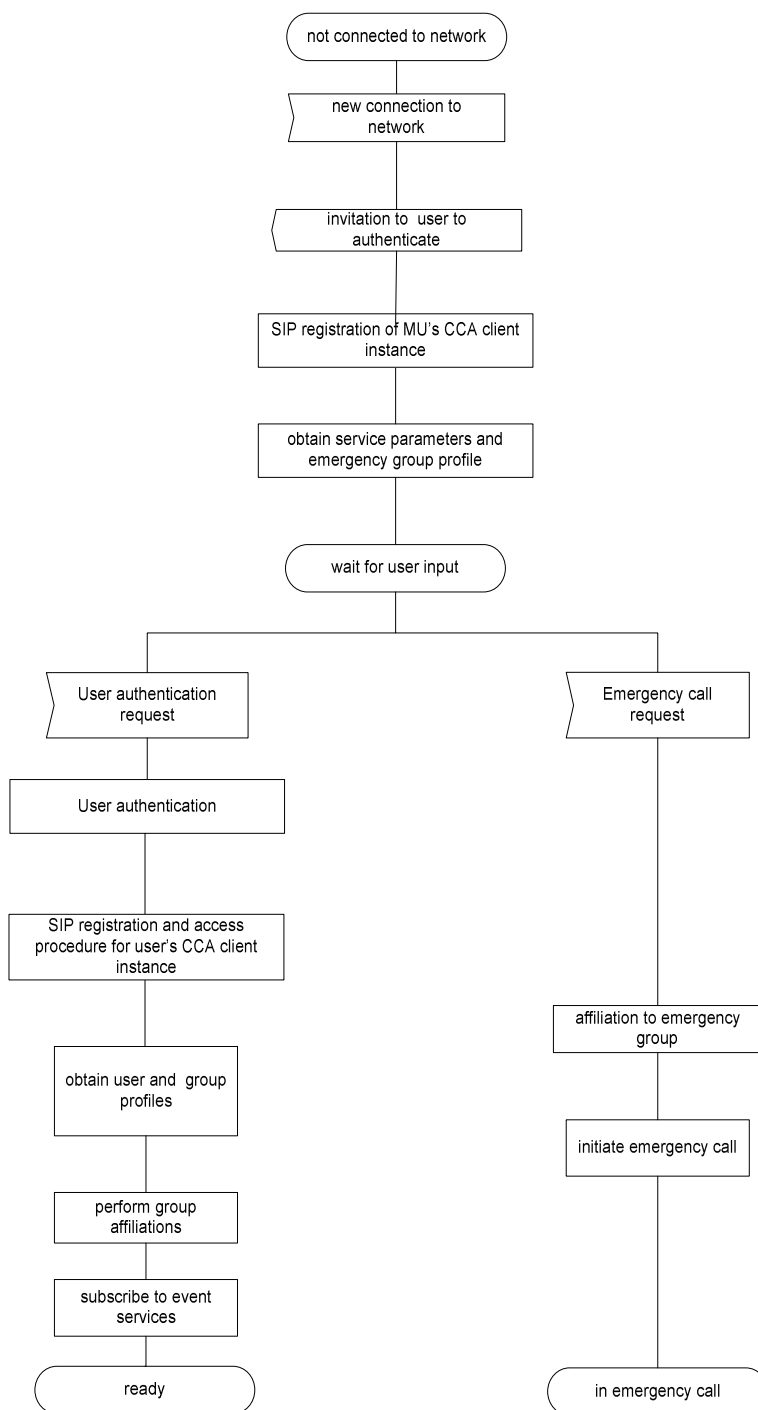 not connected to network
new connection to
network
invitation to user to
authenticate
SIP registration of MU's CCA client
instance
obtain service parameters and
emergency group profile
wait for user input
User authentication
request
Emergency call
request
User authentication
SIP registration and access
procedure for user's CCA client
instance
affiliation to emergency
group
obtain user and group
profiles
initiate emergency call
perform group
affiliations
subscribe to event
services
ready
in emergency call